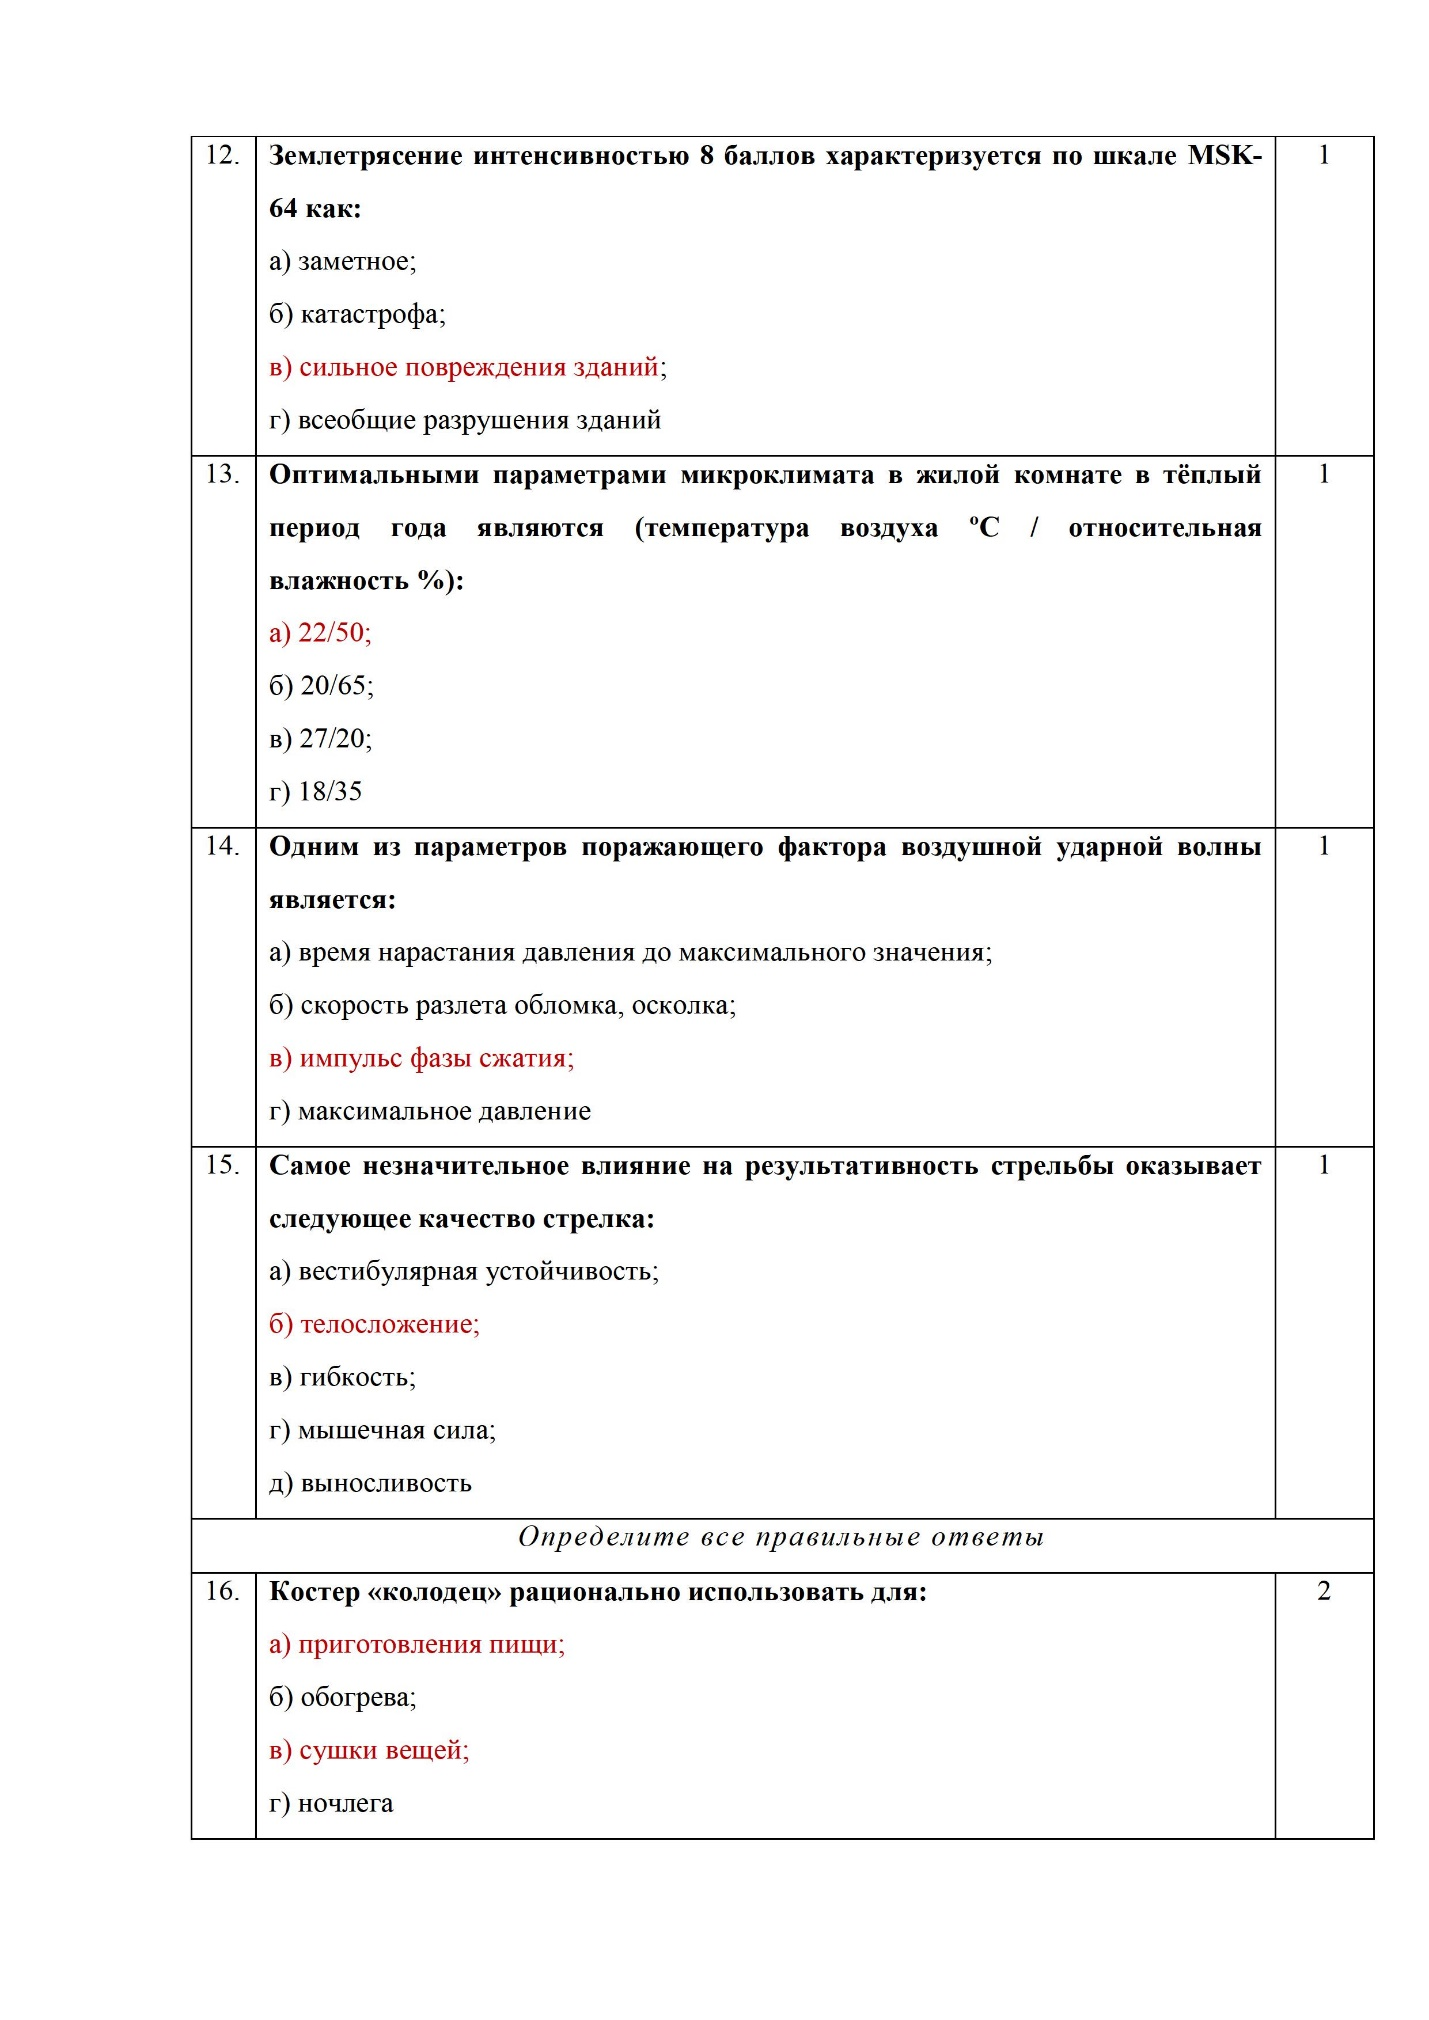 12. Землетрясение интенсивностью 8 баллов характеризуется по шкале MSK- 1
64 как:
а) заметное;
б) катастрофа;
в) сильное повреждения зданий;
г) всеобщие разрушения зданий
13. Оптимальными параметрами микроклимата в жилой комнате в тёплый 1
период года являются (температура воздуха ºС / относительная
влажность %):
а) 22/50;
б) 20/65;
в) 27/20;
г) 18/35
14. Одним из параметров поражающего фактора воздушной ударной волны 1
является:
а) время нарастания давления до максимального значения;
б) скорость разлета обломка, осколка;
в) импульс фазы сжатия;
г) максимальное давление
15. Самое незначительное влияние на результативность стрельбы оказывает 1
следующее качество стрелка:
а) вестибулярная устойчивость;
б) телосложение;
в) гибкость;
г) мышечная сила;
д) выносливость
Определите все правильные ответы
16. Костер «колодец» рационально использовать для: 2
а) приготовления пищи;
б) обогрева;
в) сушки вещей;
г) ночлега